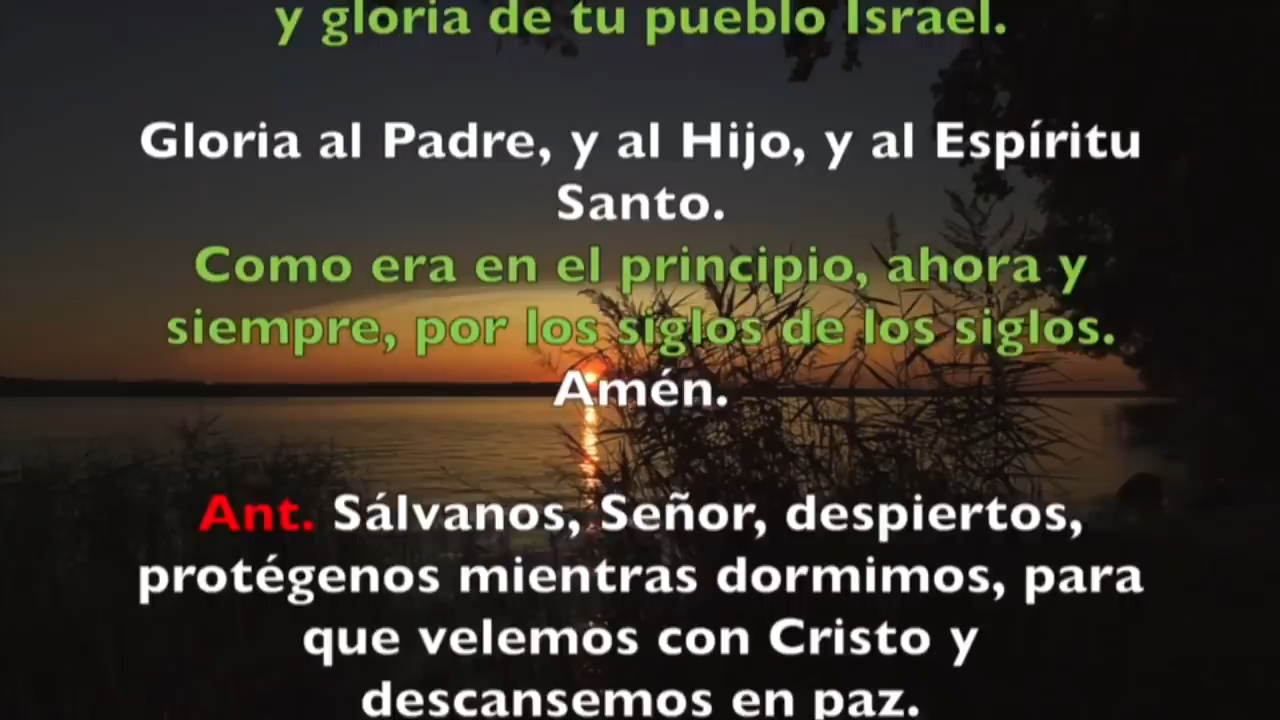 y gloria de tu pueblo Israel.
Gloria al Padre, y al Hijo, y al Espíritu
Santo.
Como era en el principio, ahora y
siempre, por los siglos de los siglos.
Amén.
Ant. Sálvanos, Señor, despiertos,
protégenos mientras dormimos, para
que velemos con Cristo y
descansemos en paz.